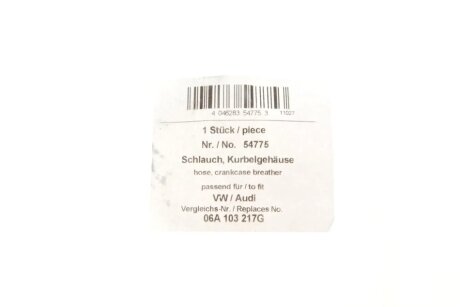 4 046283 54775 3 11027
1 Stück / piece
Nr. / No. 54775
Schlauch, Kurbelgehäuse
hose, crankcase breather
passend für / to fit
VW / Audi
Vergleichs-Nr. / Replaces No.
06A 103 217G